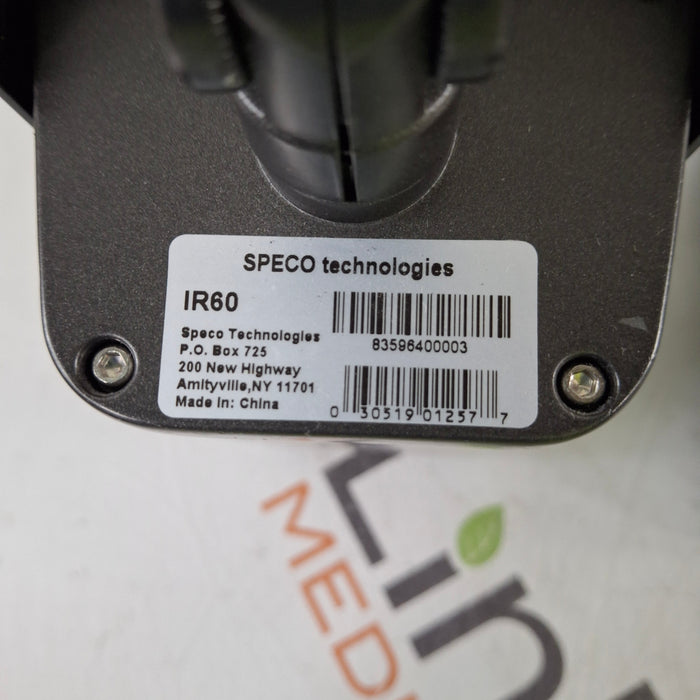 SPECO technologies
IR60
Speco Technologies
P.O. Box 725
200 New Highway
Amityville,NY 11701
Made in: China
83596400003
0 30519 01257 7
MED